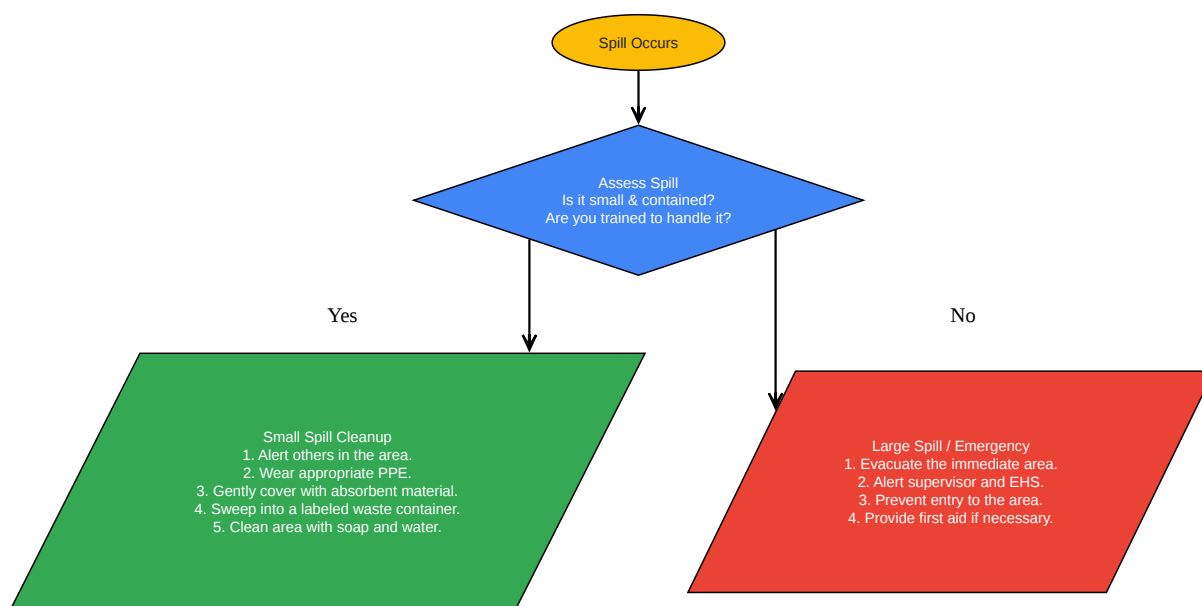 Spill Occurs
Assess Spill
Is it small & contained?
Are you trained to handle it?
Yes
No
Small Spill Cleanup
1. Alert others in the area.
2. Wear appropriate PPE.
3. Gently cover with absorbent material.
4. Sweep into a labeled waste container.
5. Clean area with soap and water.
Large Spill / Emergency
1. Evacuate the immediate area.
2. Alert supervisor and EHS.
3. Prevent entry to the area.
4. Provide first aid if necessary.